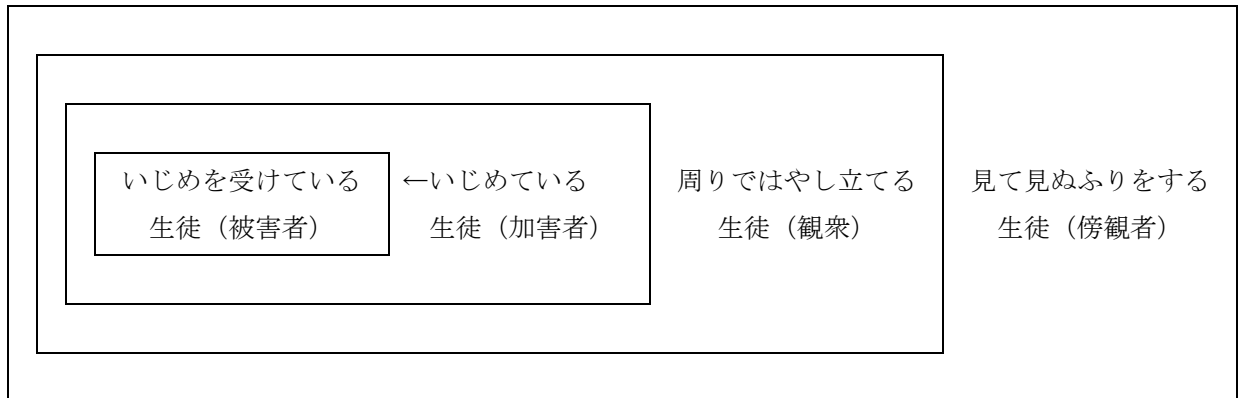 いじめを受けている
生徒（被害者）
←いじめている
生徒（加害者）
周りではやし立てる
生徒（観衆）
見て見ぬふりをする
生徒（傍観者）